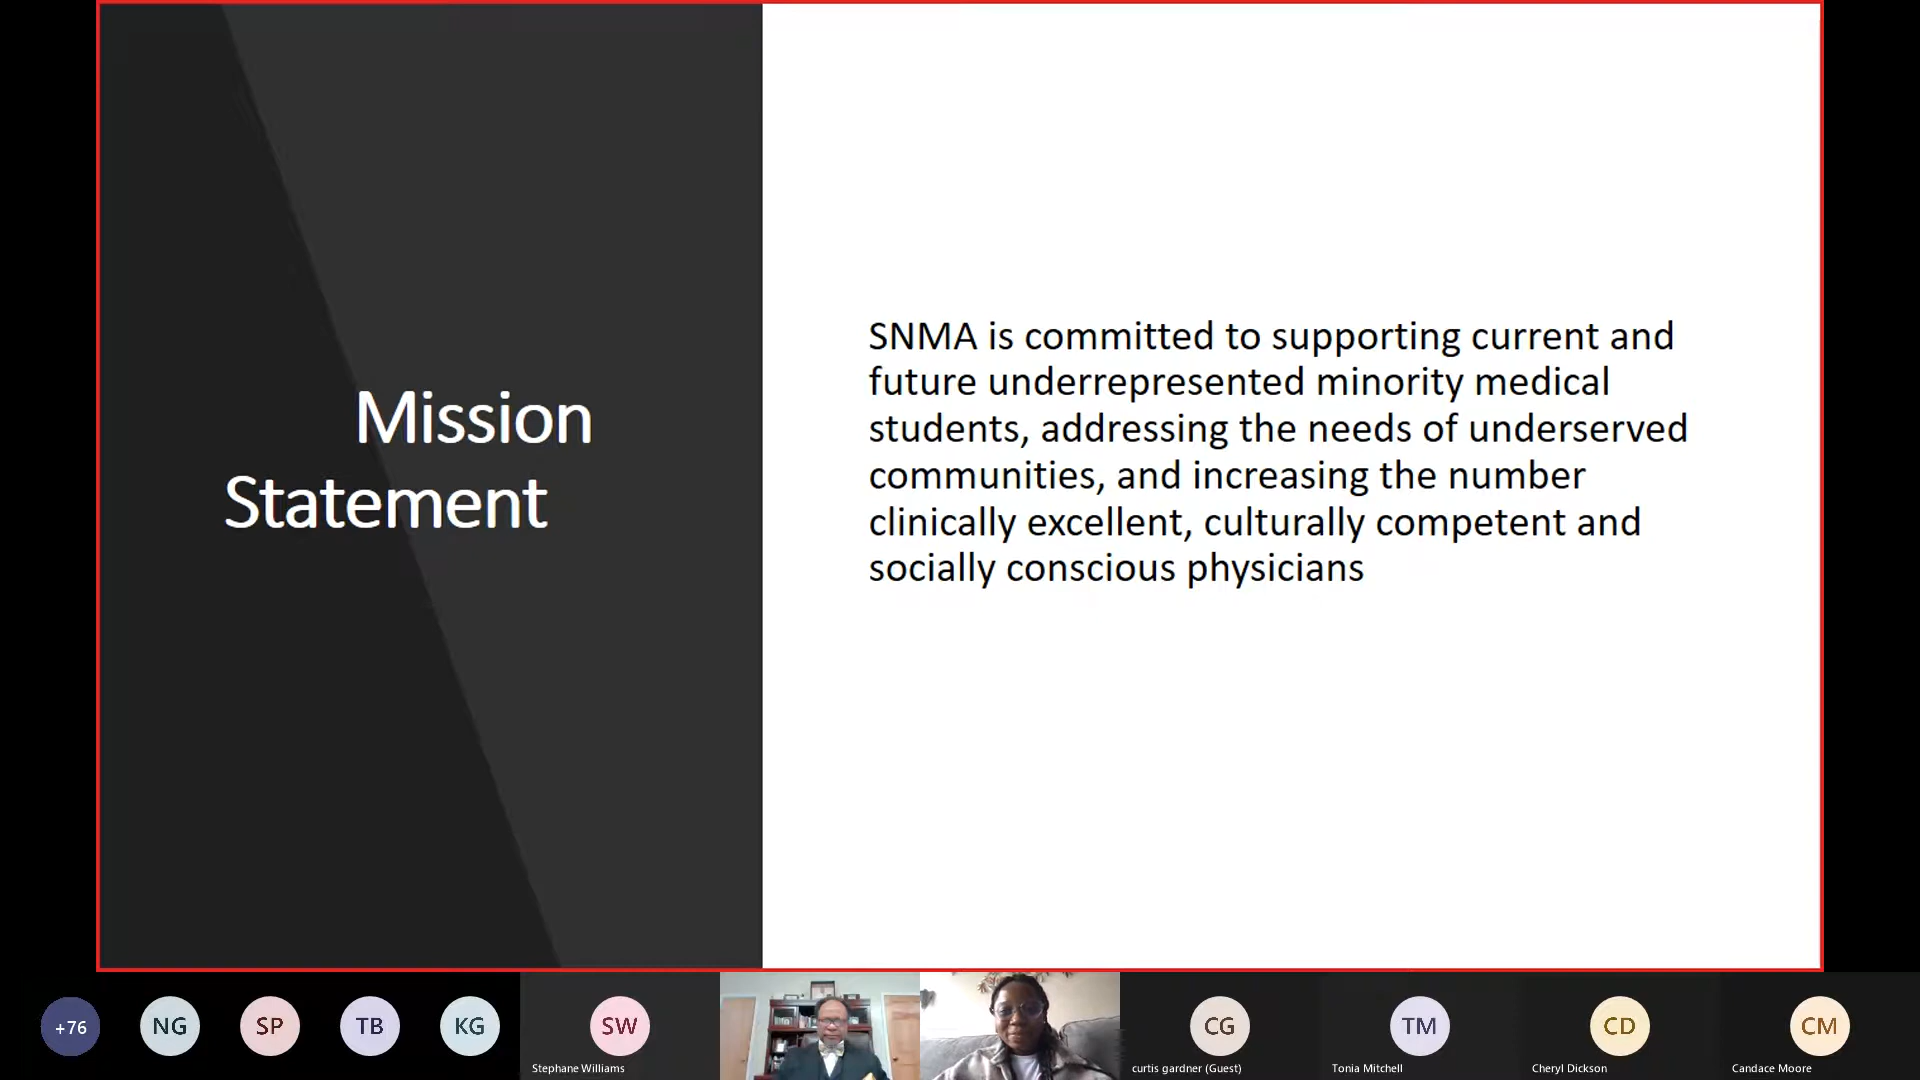 Mission
Statement
SNMA is committed to supporting current and
future underrepresented minority medical
students, addressing the needs of underserved
communities, and increasing the number
clinically excellent, culturally competent and
socially conscious physicians
+76
NG
SP
TB
KG
SW
Stephane Williams
CG
curtis gardner (Guest)
TM
Tonia Mitchell
CD
Cheryl Dickson
CM
Candace Moore